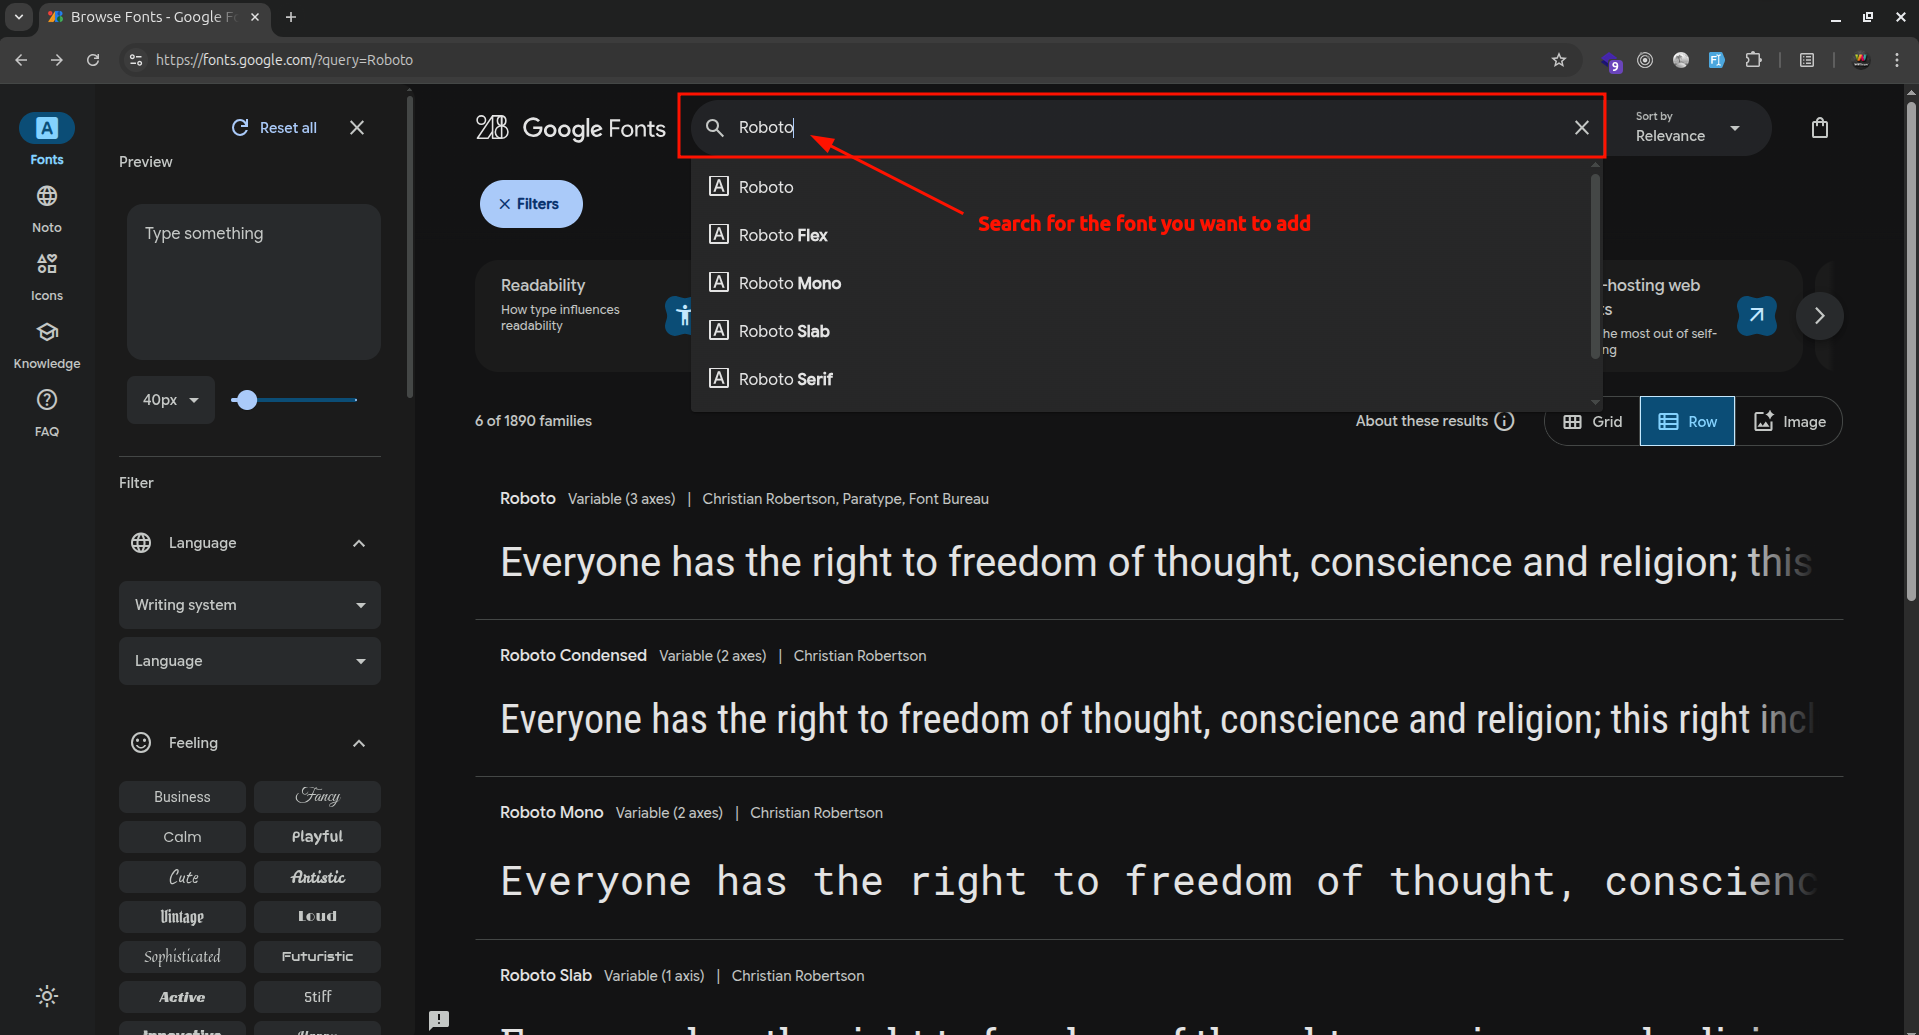 Browse Fonts - Google Fo
https://fonts.google.com/?query=Roboto
9
Fonts
Noto
Icons
Knowledge
FAQ
Reset all
Preview
Type something
40px
Filter
Language
Writing system
Language
Feeling
Business
Fancy
Calm
Playful
Cute
Artistic
Vintage
Loud
Sophisticated
Futuristic
Active
Stiff
Innovative
Happy
Google Fonts
Roboto
Sort by
Relevance
Filters
Roboto
Roboto Flex
Roboto Mono
Roboto Slab
Roboto Serif
Search for the font you want to add
Readability
How type influences
readability
-hosting web
ts
he most out of self-
ng
6 of 1890 families
About these results
Grid
Row
Image
Roboto Variable (3 axes) | Christian Robertson, Paratype, Font Bureau
Everyone has the right to freedom of thought, conscience and religion; this
Roboto Condensed Variable (2 axes) | Christian Robertson
Everyone has the right to freedom of thought, conscience and religion; this right incl
Roboto Mono Variable (2 axes) | Christian Robertson
Everyone has the right to freedom of thought, conscienc
Roboto Slab Variable (1 axis) | Christian Robertson